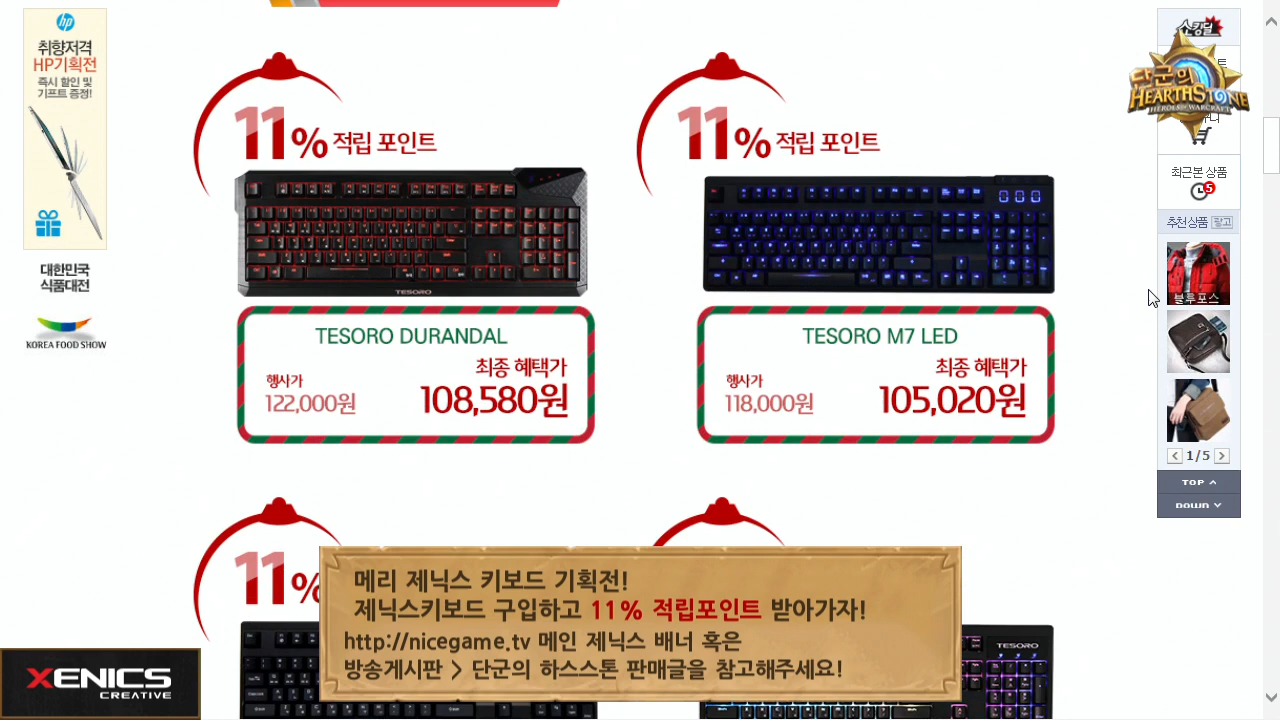 hp
취향저격
HP기획전
즉시 할인 및
기프트 증정!
대한민국
식품대전
KOREA FOOD SHOW
11% 적립 포인트
TESORO
TESORO DURANDAL
행사가
122,000원
최종 혜택가
108,580원
11% 적립 포인트
TESORO M7 LED
행사가
118,000원
최종 혜택가
105,020원
11%
TESORO
메리 제닉스 키보드 기획전!
제닉스키보드 구입하고 11% 적립포인트 받아가자!
http://nicegame.tv 메인 제닉스 배너 혹은
방송게시판 > 단군의 하스스톤 판매글을 참고해주세요!
XENICS
CREATIVE
쇼킹딜
단군의
HEARTHSTONE
HEROES OF WARCRAFT
최근본 상품
5
추천상품 광고
블루포스
< 1/5 >
TOP
DOWN